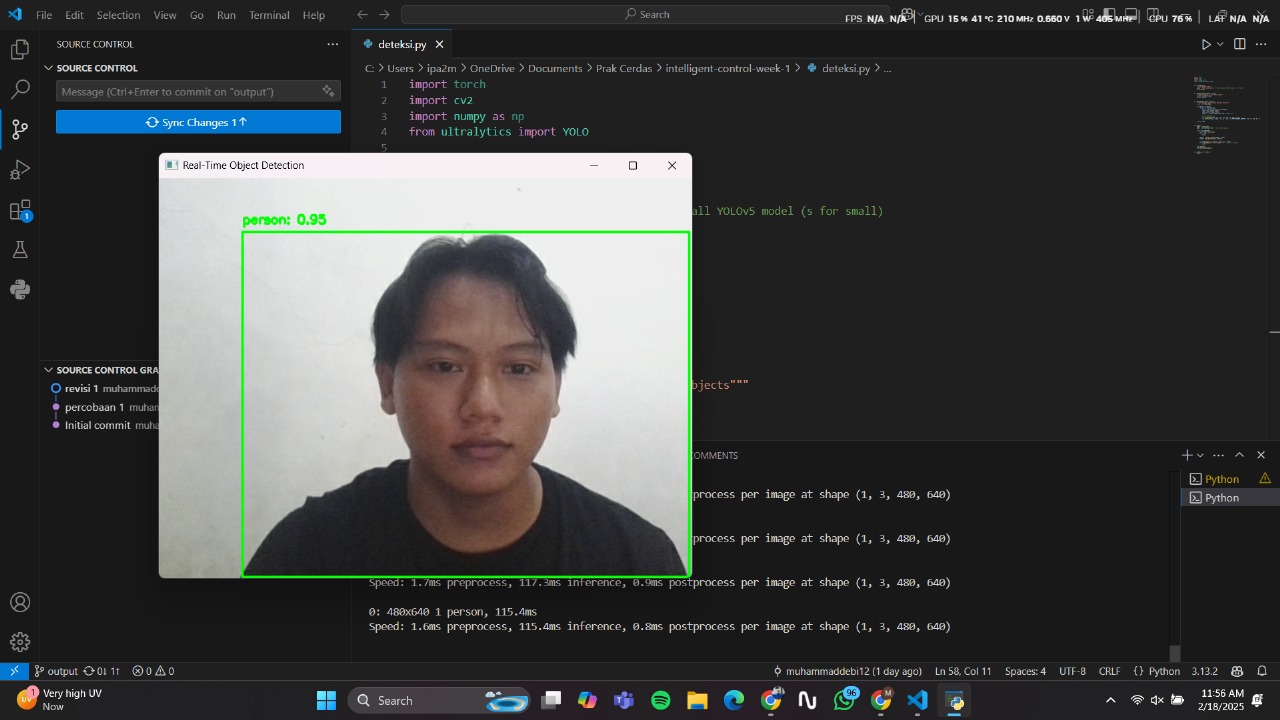 File Edit Selection View Go Run Terminal Help
Search
FPS N/A N/A GPU 15 % 41 °C 210 MHz 0.660 V 1 W 405 MHz CPU 76 % LAT N/A N/A
SOURCE CONTROL
SOURCE CONTROL
Message (Ctrl+Enter to commit on "output")
Sync Changes 1↑
deteksi.py
C: > Users > ipa2m > OneDrive > Documents > Prak Cerdas > intelligent-control-week-1 > deteksi.py > ...
1 import torch
2 import cv2
3 import numpy as np
4 from ultralytics import YOLO
5
Real-Time Object Detection
all YOLOv5 model (s for small)
person: 0.95
bjects"""
SOURCE CONTROL GRA
revisi 1 muhammadd
percobaan 1 muham
Initial commit muha
COMMENTS
Python
Python
process per image at shape (1, 3, 480, 640)
process per image at shape (1, 3, 480, 640)
Speed: 1.7ms preprocess, 117.3ms inference, 0.9ms postprocess per image at shape (1, 3, 480, 640)
0: 480x640 1 person, 115.4ms
Speed: 1.6ms preprocess, 115.4ms inference, 0.8ms postprocess per image at shape (1, 3, 480, 640)
output 0↓ 1↑ 0 0
muhammaddebi12 (1 day ago) Ln 58, Col 11 Spaces: 4 UTF-8 CRLF {} Python 3.13.2
1
Very high UV
Now
Search
96
11:56 AM
2/18/2025